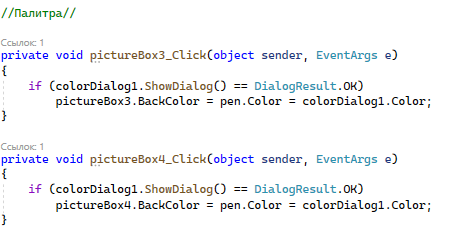 //Палитра//
Ссылок: 1
private void pictureBox3_Click(object sender, EventArgs e)
{
if (colorDialog1.ShowDialog() == DialogResult.OK)
pictureBox3.BackColor = pen.Color = colorDialog1.Color;
}
Ссылок: 1
private void pictureBox4_Click(object sender, EventArgs e)
{
if (colorDialog1.ShowDialog() == DialogResult.OK)
pictureBox4.BackColor = pen.Color = colorDialog1.Color;
}